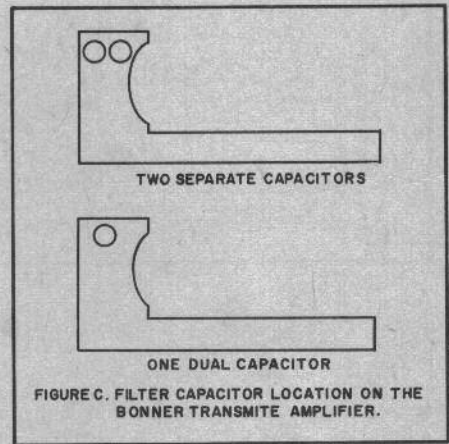 TWO SEPARATE CAPACITORS
ONE DUAL CAPACITOR
FIGURE C. FILTER CAPACITOR LOCATION ON THE
BONNER TRANSMITE AMPLIFIER.